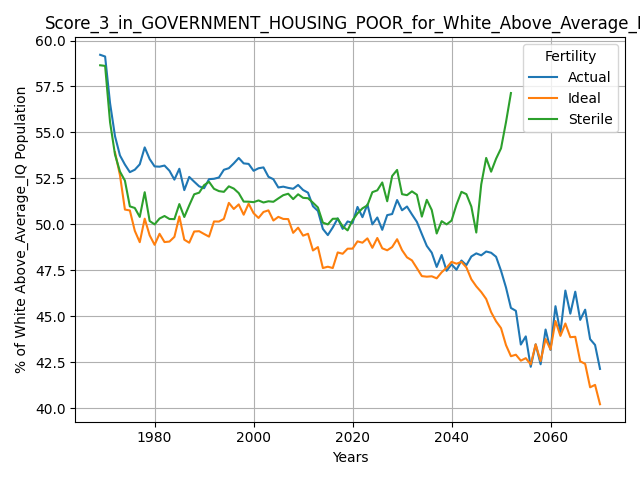 Score_3_in_GOVERNMENT_HOUSING_POOR_for_White_Above_Average_I
% of White Above_Average_IQ Population
60.0
57.5
55.0
52.5
50.0
47.5
45.0
42.5
40.0
Fertility
Actual
Ideal
Sterile
1980 2000 2020 2040 2060
Years